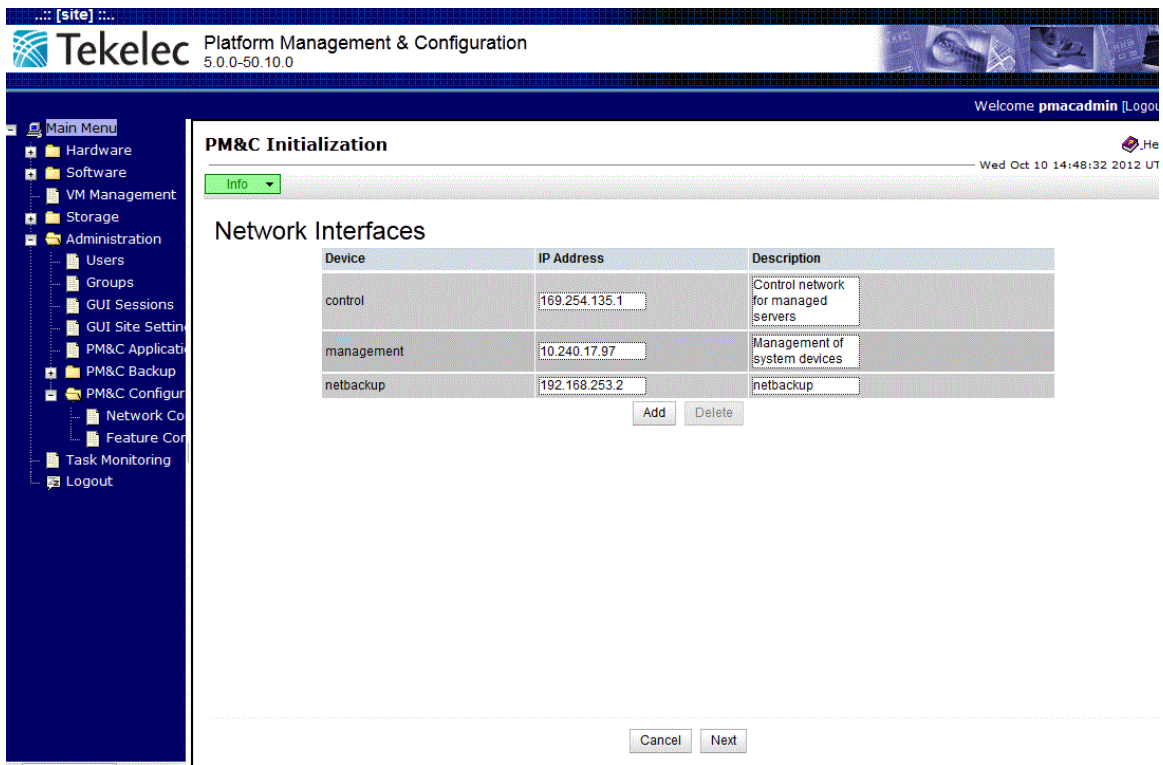 ..:: [site] ::..
Tekelec Platform Management & Configuration
5.0.0-50.10.0
Welcome pmacadmin [Logou
Main Menu
Hardware
Software
VM Management
Storage
Administration
Users
Groups
GUI Sessions
GUI Site Settin
PM&C Applicati
PM&C Backup
PM&C Configur
Network Co
Feature Con
Task Monitoring
Logout
PM&C Initialization
He
Wed Oct 10 14:48:32 2012 UT
Info
Network Interfaces
Device IP Address Description
control 169.254.135.1 Control network
for managed
servers
management 10.240.17.97 Management of
system devices
netbackup 192.168.253.2 netbackup
Add Delete
Cancel Next